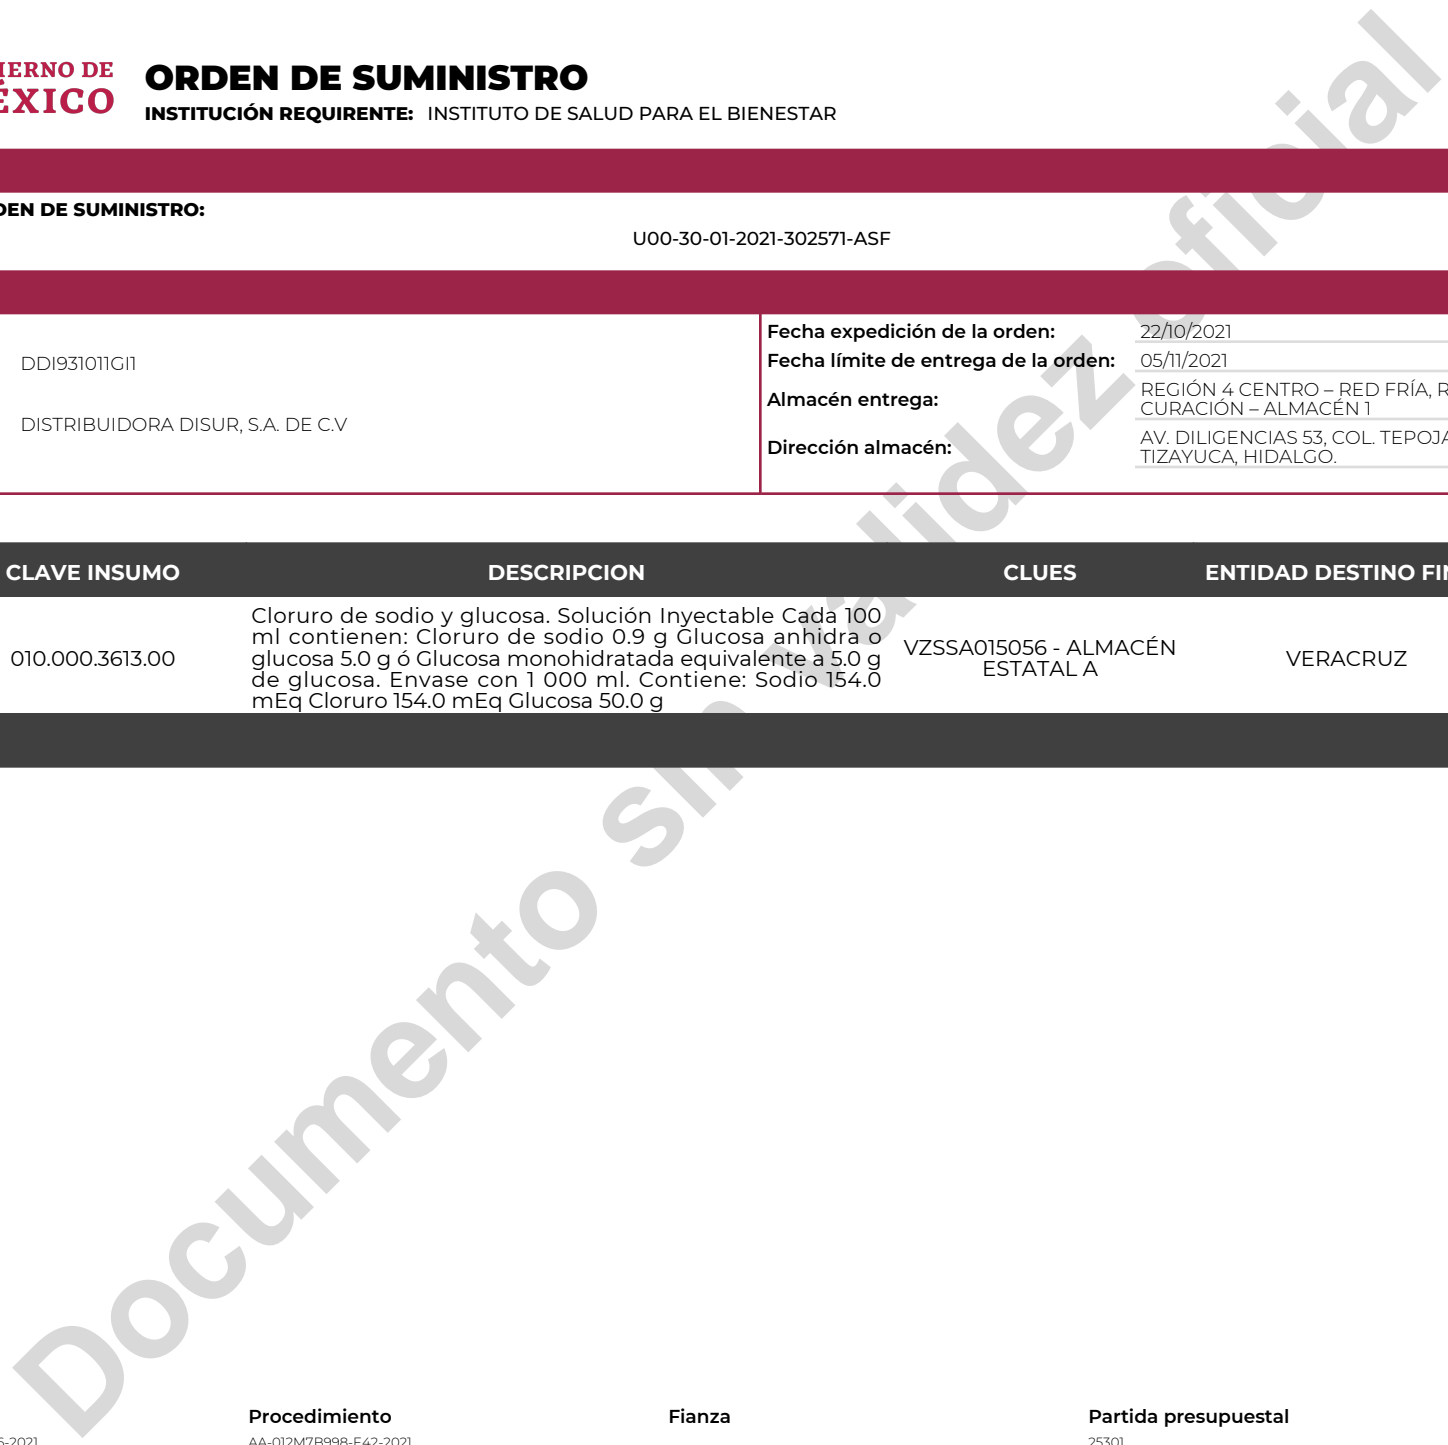 ORDEN DE SUMINISTRO
DE
INSTITUCIÓN REQUIRENTE: INSTITUTO DE SALUD PARA EL BIENESTAR
DE SUMINISTRO:
U00-30-01-2021-302571-ASF
DDI931011GI1
DISTRIBUIDORA DISUR, S.A. DE C.V
Fecha expedición de la orden: 22/10/2021
Fecha límite de entrega de la orden: 05/11/2021
Almacén entrega: REGIÓN 4 CENTRO – RED FRÍA,
CURACIÓN – ALMACÉN 1
Dirección almacén: AV. DILIGENCIAS 53, COL.
TIZAYUCA, HIDALGO.
CLAVE INSUMO DESCRIPCION CLUES ENTIDAD DESTINO
010.000.3613.00
Cloruro de sodio y glucosa. Solución Inyectable Cada 100
ml contienen: Cloruro de sodio 0.9 g Glucosa anhidra o
glucosa 5.0 g ó Glucosa monohidratada equivalente a 5.0 g
de glucosa. Envase con 1 000 ml. Contiene: Sodio 154.0
mEq Cloruro 154.0 mEq Glucosa 50.0 g
VZSSA015056 - ALMACÉN
ESTATAL A
VERACRUZ
Documento sin validez oficial
Procedimiento Fianza Partida presupuestal